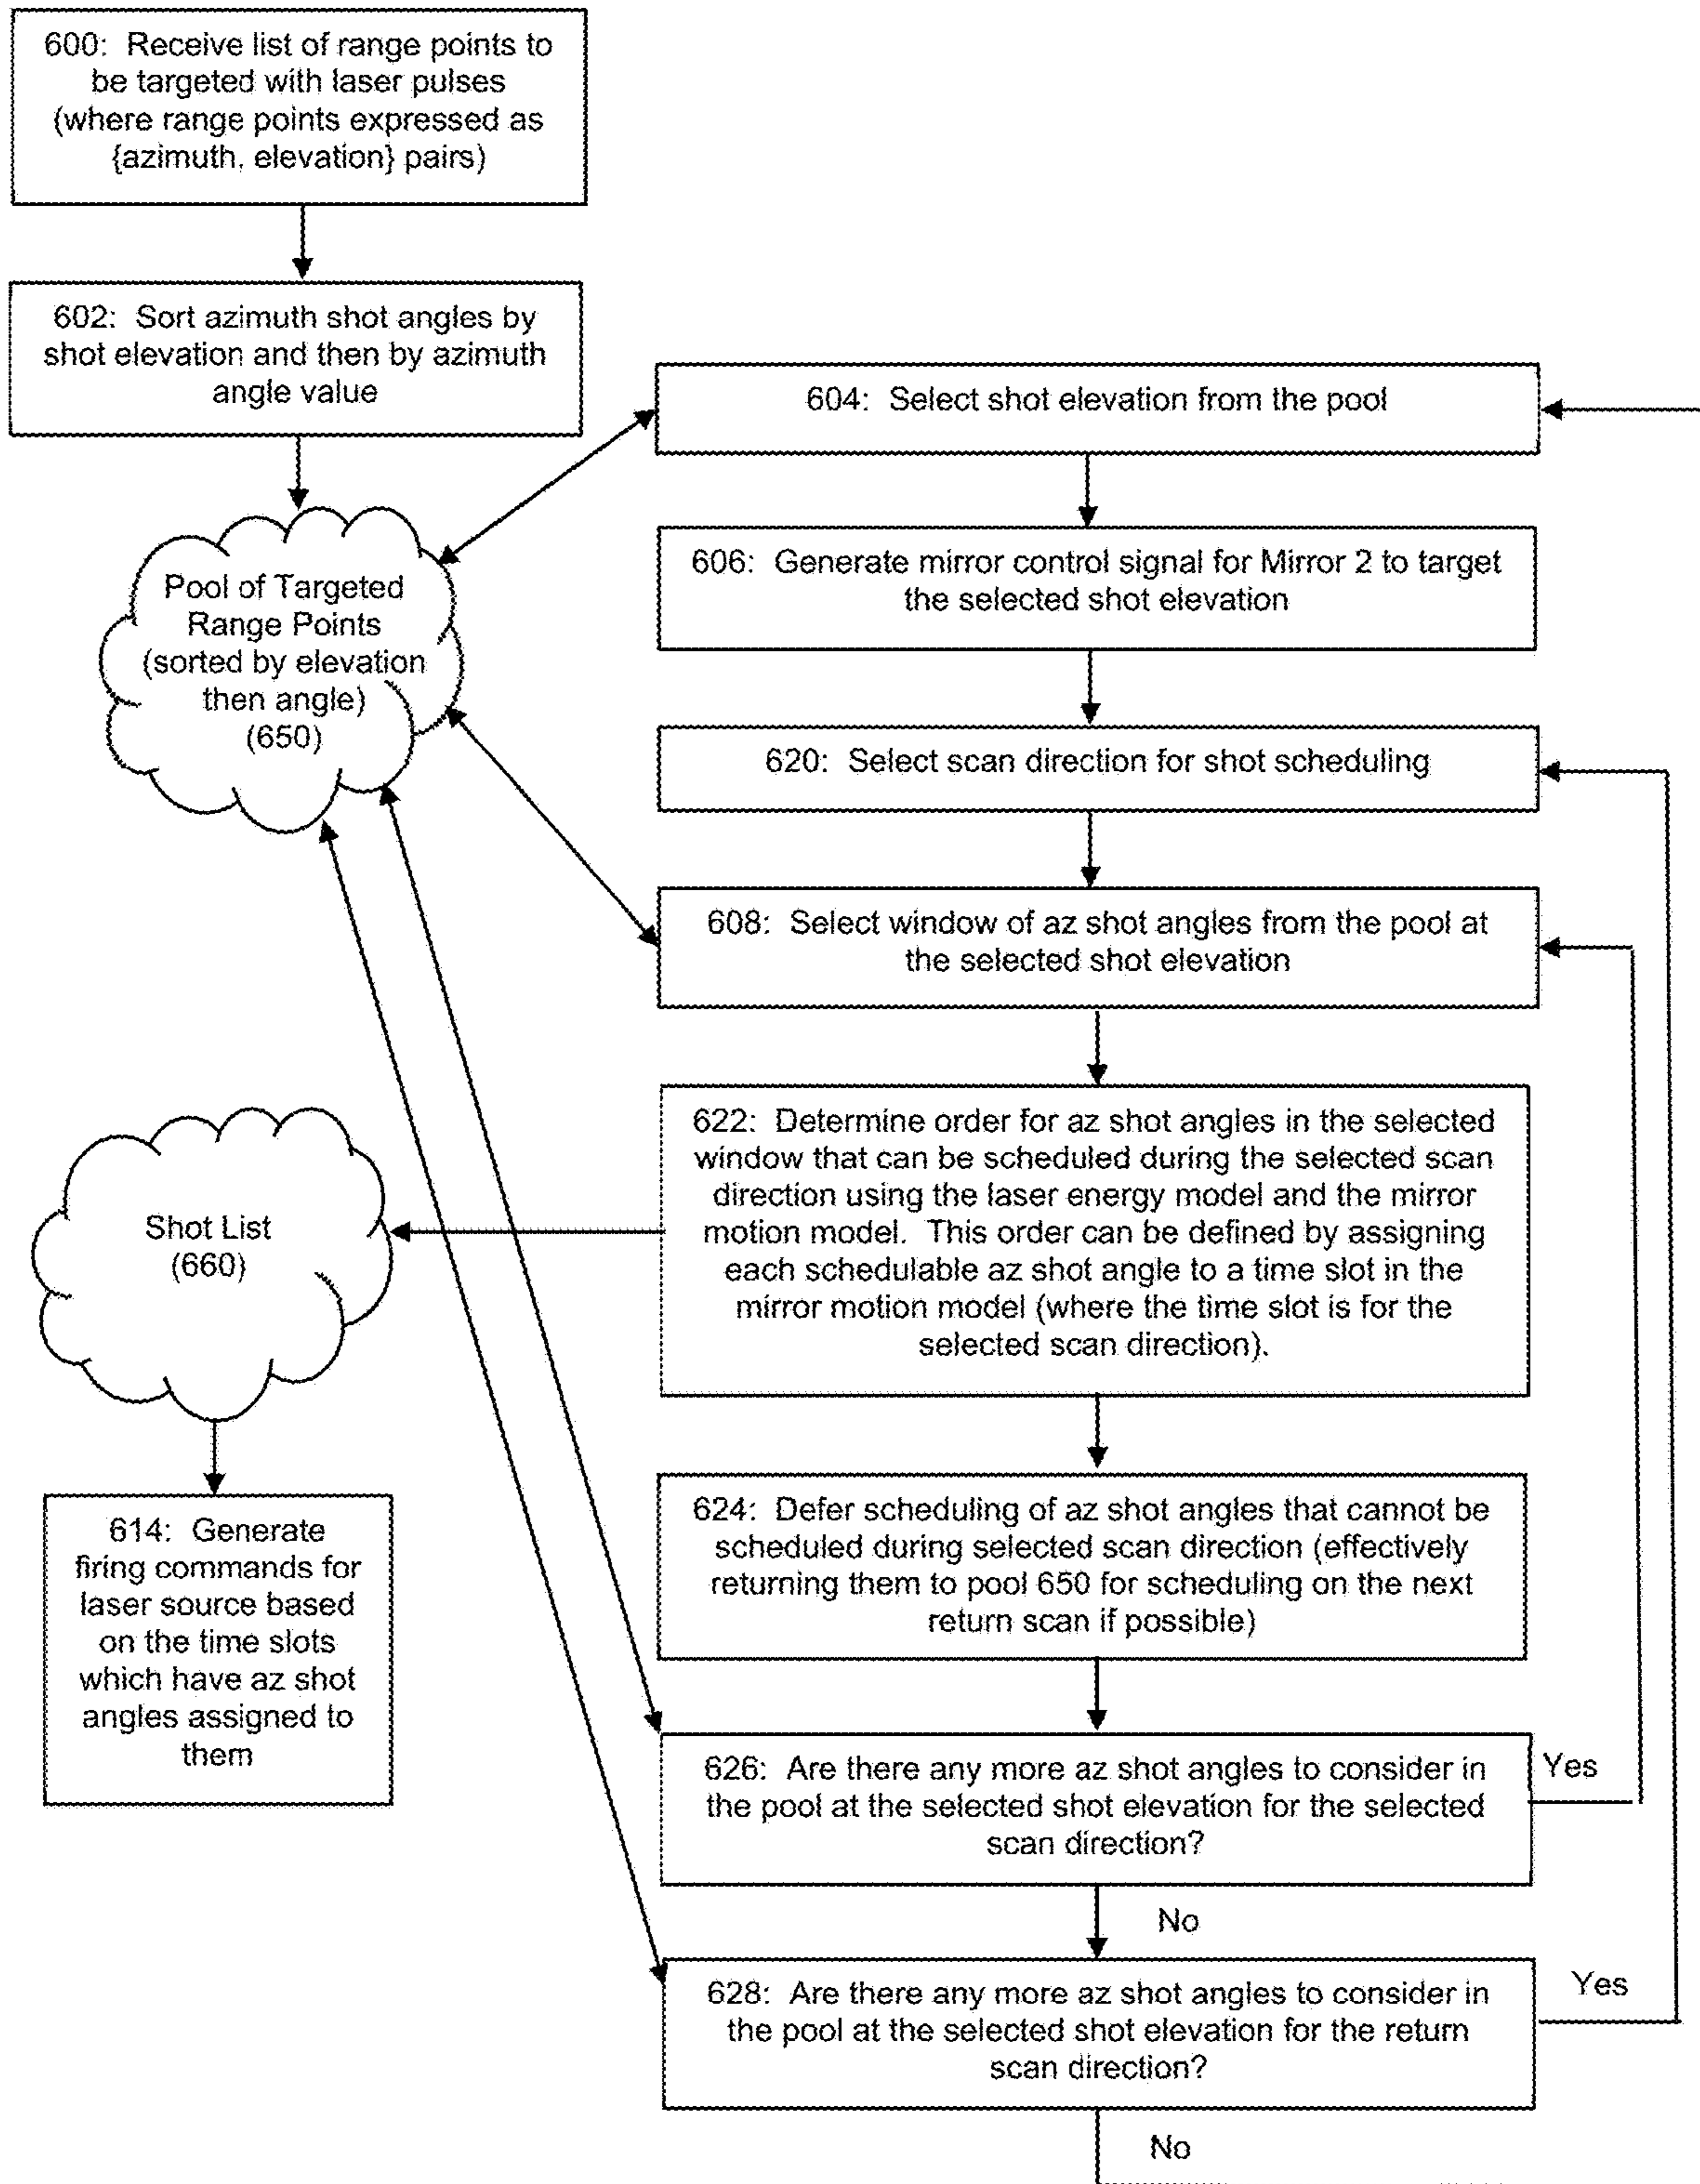 600: Receive list of range points to
be targeted with laser pulses
(where range points expressed as
{azimuth, elevation} pairs)
602: Sort azimuth shot angles by
shot elevation and then by azimuth
angle value
Pool of Targeted
Range Points
(sorted by elevation
then angle)
(650)
604: Select shot elevation from the pool
606: Generate mirror control signal for Mirror 2 to target
the selected shot elevation
620: Select scan direction for shot scheduling
608: Select window of az shot angles from the pool at
the selected shot elevation
622: Determine order for az shot angles in the selected
window that can be scheduled during the selected scan
direction using the laser energy model and the mirror
motion model. This order can be defined by assigning
each schedulable az shot angle to a time slot in the
mirror motion model (where the time slot is for the
selected scan direction).
Shot List
(660)
614: Generate
firing commands for
laser source based
on the time slots
which have az shot
angles assigned to
them
624: Defer scheduling of az shot angles that cannot be
scheduled during selected scan direction (effectively
returning them to pool 650 for scheduling on the next
return scan if possible)
626: Are there any more az shot angles to consider in
the pool at the selected shot elevation for the selected
scan direction?
Yes
No
628: Are there any more az shot angles to consider in
the pool at the selected shot elevation for the return
scan direction?
Yes
No